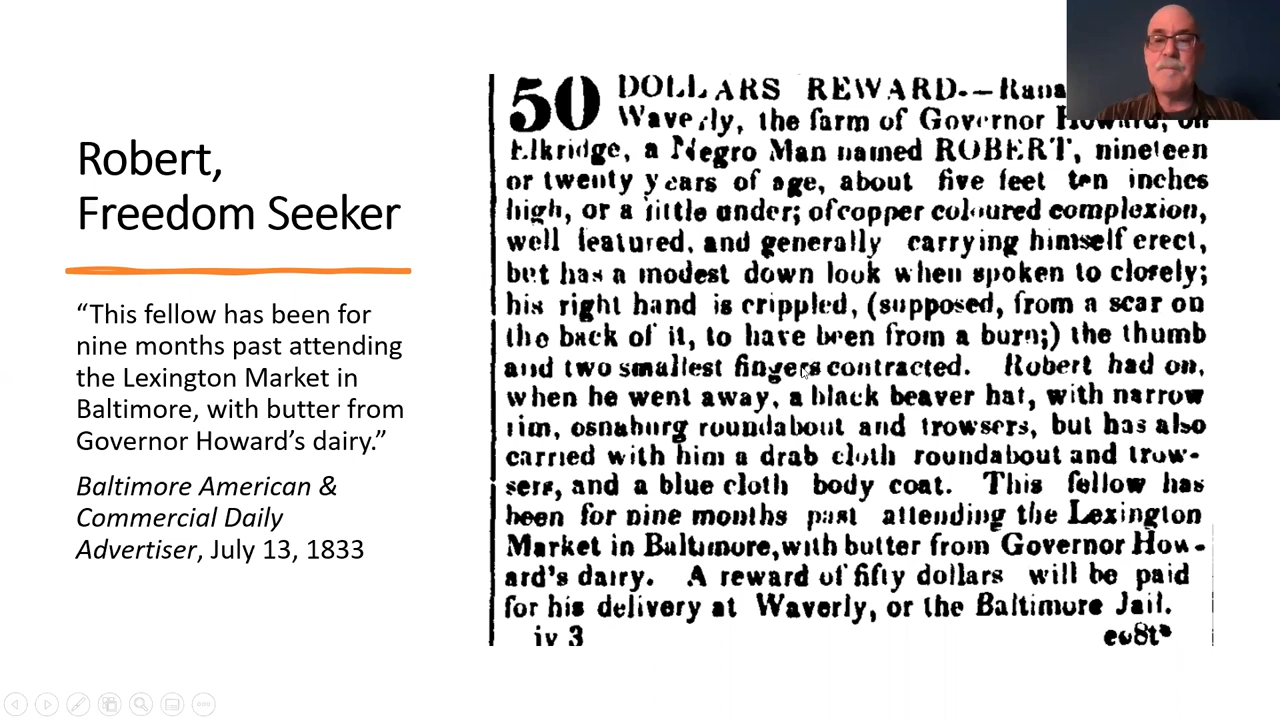 Robert,
Freedom Seeker
“This fellow has been for
nine months past attending
the Lexington Market in
Baltimore, with butter from
Governor Howard’s dairy.”
Baltimore American &
Commercial Daily
Advertiser, July 13, 1833
50 DOLLARS REWARD.—
Waverly, the farm of Governor Howard, on
Elkridge, a Negro Man named ROBERT, nineteen
or twenty years of age, about five feet ten inches
high, or a little under; of copper coloured complexion,
well featured, and generally carrying himself erect,
but has a modest down look when spoken to closely;
his right hand is crippled, (supposed, from a scar on
the back of it, to have been from a burn;) the thumb
and two smallest fingers contracted. Robert had on,
when he went away, a black beaver hat, with narrow
rim, osnaburg roundabout and trowsers, but has also
carried with him a drab cloth roundabout and trow-
sers, and a blue cloth body coat. This fellow has
been for nine months past attending the Lexington
Market in Baltimore, with butter from Governor How-
ard's dairy. A reward of fifty dollars will be paid
for his delivery at Waverly, or the Baltimore Jail.
iy 3 eo8t*